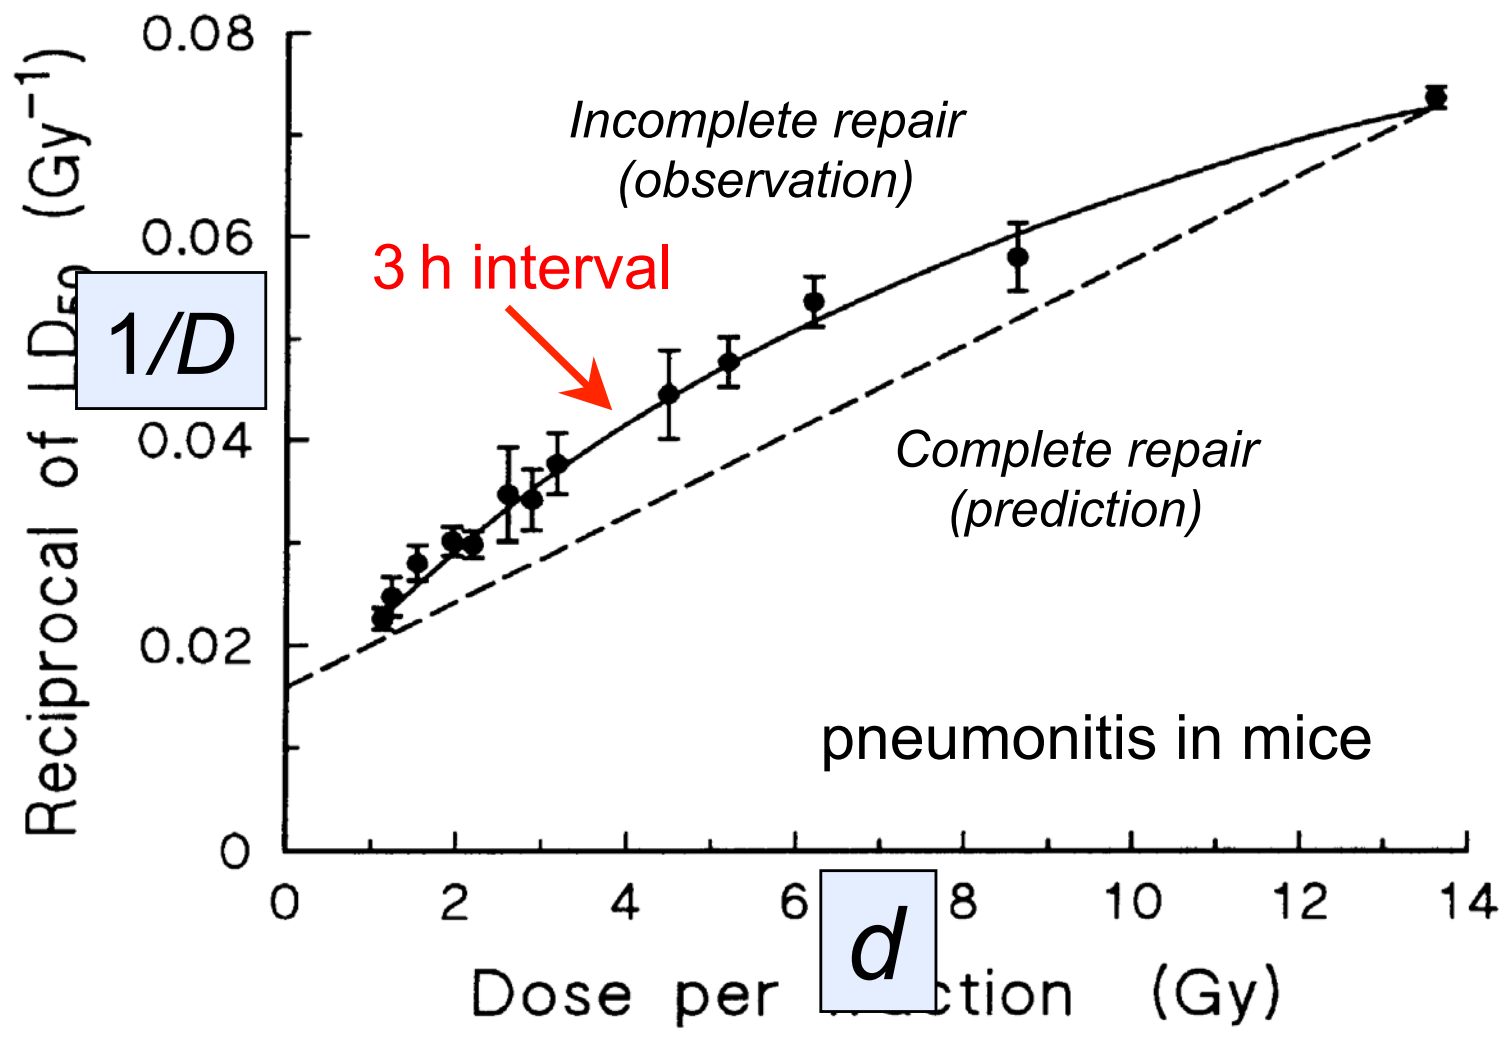 0.08
0.06
0.04
0.02
0
Reciprocal of LD50 (Gy−1)
1/D
Incomplete repair
(observation)
3 h interval
Complete repair
(prediction)
pneumonitis in mice
0 2 4 6 8 10 12 14
d
Dose per (Gy)